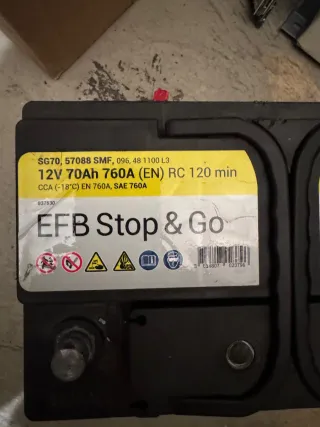 SG70, 57088 SMF, 096, 48 1100 L3
12V 70Ah 760A (EN) RC 120 min
CCA (-18°C) EN 760A, SAE 760A
EFB Stop & Go